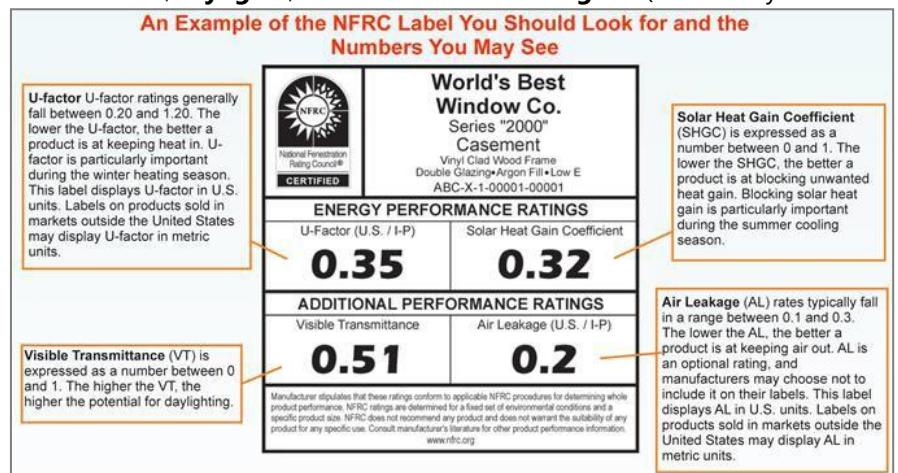 An Example of the NFRC Label You Should Look for and the
Numbers You May See
U-factor U-factor ratings generally
fall between 0.20 and 1.20. The
lower the U-factor, the better a
product is at keeping heat in. U-
factor is particularly important
during the winter heating season.
This label displays U-factor in U.S.
units. Labels on products sold in
markets outside the United States
may display U-factor in metric
units.
Visible Transmittance (VT) is
expressed as a number between 0
and 1. The higher the VT, the
higher the potential for daylighting.
NFRC
National Fenestration
Rating Council®
CERTIFIED
World's Best
Window Co.
Series "2000"
Casement
Vinyl Clad Wood Frame
Double Glazing•Argon Fill•Low E
ABC-X-1-00001-00001
ENERGY PERFORMANCE RATINGS
U-Factor (U.S. / I-P)
0.35
Solar Heat Gain Coefficient
0.32
ADDITIONAL PERFORMANCE RATINGS
Visible Transmittance
0.51
Air Leakage (U.S. / I-P)
0.2
Manufacturer stipulates that these ratings conform to applicable NFRC procedures for determining whole
product performance. NFRC ratings are determined for a fixed set of environmental conditions and a
specific product size. NFRC does not recommend any product and does not warrant the suitability of any
product for any specific use. Consult manufacturer's literature for other product performance information.
www.nfrc.org
Solar Heat Gain Coefficient
(SHGC) is expressed as a
number between 0 and 1. The
lower the SHGC, the better a
product is at blocking unwanted
heat gain. Blocking solar heat
gain is particularly important
during the summer cooling
season.
Air Leakage (AL) rates typically fall
in a range between 0.1 and 0.3.
The lower the AL, the better a
product is at keeping air out. AL is
an optional rating, and
manufacturers may choose not to
include it on their labels. This label
displays AL in U.S. units. Labels on
products sold in markets outside the
United States may display AL in
metric units.